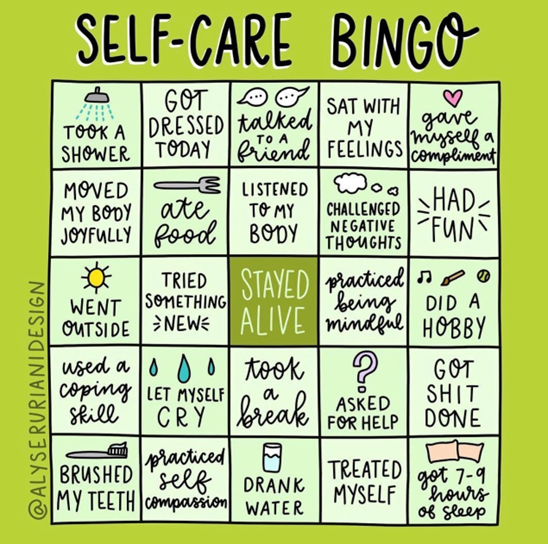 SELF-CARE BINGO
TOOK A
SHOWER
GOT
DRESSED
TODAY
talked
TO A
friend
SAT WITH
MY
FEELINGS
gave
myself a
compliment
MOVED
MY BODY
JOYFULLY
ate
food
LISTENED
TO MY
BODY
CHALLENGED
NEGATIVE
THOUGHTS
HAD
FUN
WENT
OUTSIDE
TRIED
SOMETHING
NEW
STAYED
ALIVE
practiced
being
mindful
DID A
HOBBY
used a
coping
skill
LET MYSELF
CRY
took
a
break
?
ASKED
FOR HELP
GOT
SHIT
DONE
BRUSHED
MY TEETH
practiced
self
compassion
DRANK
WATER
TREATED
MYSELF
got 7-9
hours
of sleep
@ALYSERURIANIDESIGN